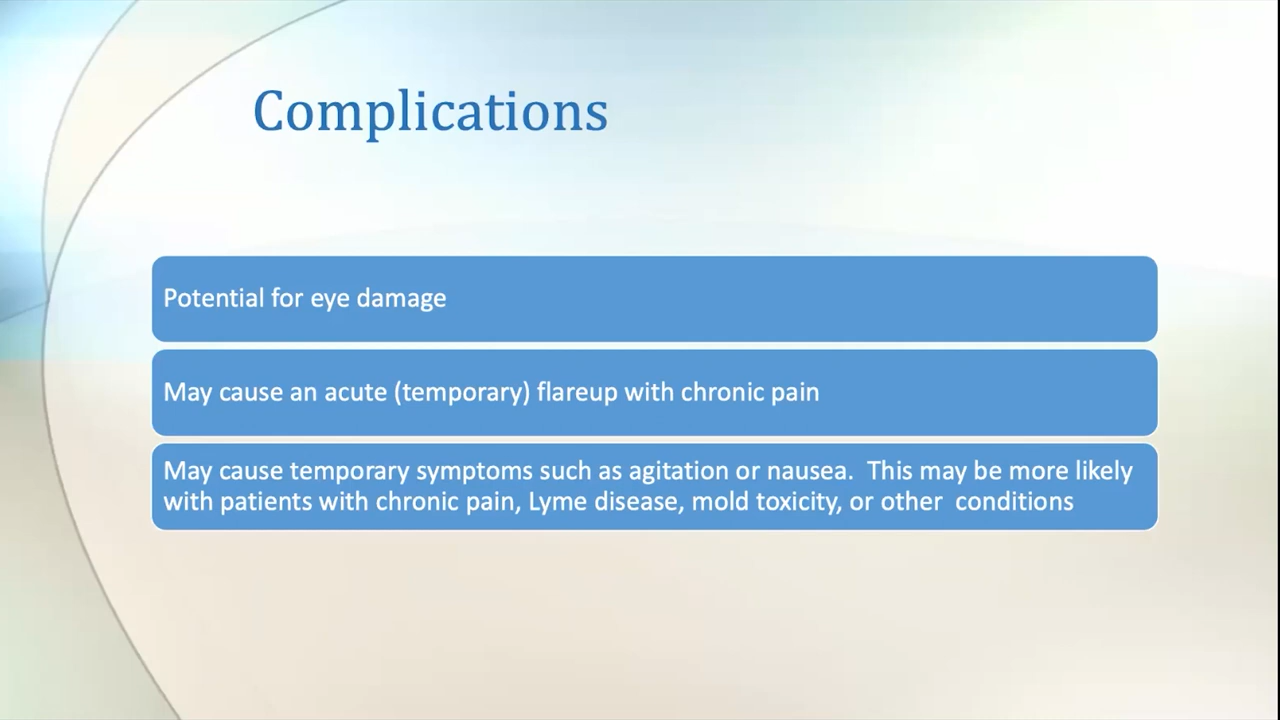 Complications
Potential for eye damage
May cause an acute (temporary) flareup with chronic pain
May cause temporary symptoms such as agitation or nausea.  This may be more likely
with patients with chronic pain, Lyme disease, mold toxicity, or other  conditions